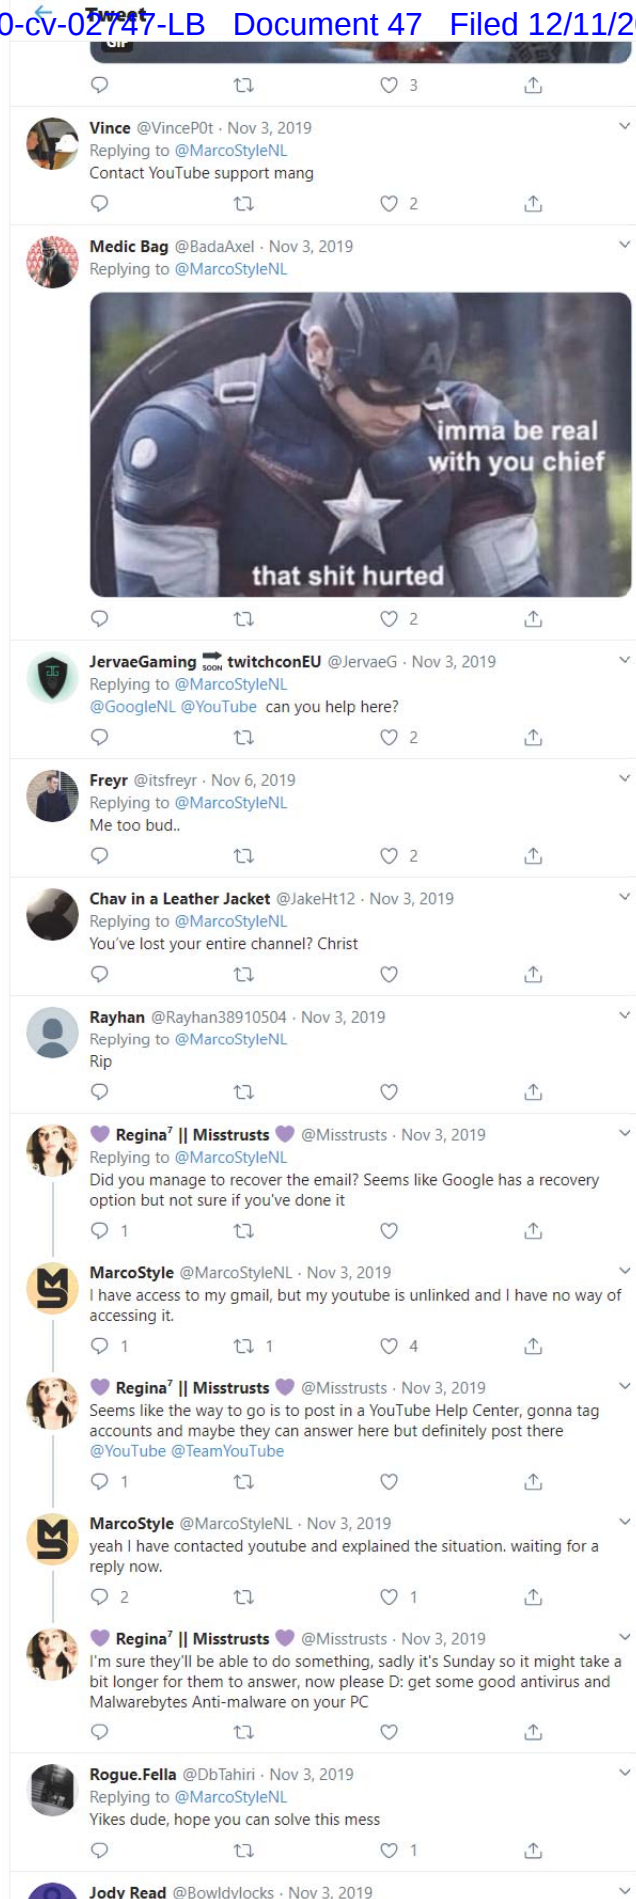 Tweet
0-cv-02747-LB Document 47 Filed 12/11/2
GIF
3
Vince @VinceP0t · Nov 3, 2019
Replying to @MarcoStyleNL
Contact YouTube support mang
2
Medic Bag @BadaAxel · Nov 3, 2019
Replying to @MarcoStyleNL
imma be real
with you chief
that shit hurted
2
JervaeGaming SOON twitchconEU @JervaeG · Nov 3, 2019
Replying to @MarcoStyleNL
@GoogleNL @YouTube can you help here?
2
Freyr @itsfreyr · Nov 6, 2019
Replying to @MarcoStyleNL
Me too bud..
2
Chav in a Leather Jacket @JakeHt12 · Nov 3, 2019
Replying to @MarcoStyleNL
You've lost your entire channel? Christ
Rayhan @Rayhan38910504 · Nov 3, 2019
Replying to @MarcoStyleNL
Rip
💜 Regina⁷ || Misstrusts 💜 @Misstrusts · Nov 3, 2019
Replying to @MarcoStyleNL
Did you manage to recover the email? Seems like Google has a recovery
option but not sure if you've done it
1
MarcoStyle @MarcoStyleNL · Nov 3, 2019
I have access to my gmail, but my youtube is unlinked and I have no way of
accessing it.
1 1 4
💜 Regina⁷ || Misstrusts 💜 @Misstrusts · Nov 3, 2019
Seems like the way to go is to post in a YouTube Help Center, gonna tag
accounts and maybe they can answer here but definitely post there
@YouTube @TeamYouTube
1
MarcoStyle @MarcoStyleNL · Nov 3, 2019
yeah I have contacted youtube and explained the situation. waiting for a
reply now.
2 1
💜 Regina⁷ || Misstrusts 💜 @Misstrusts · Nov 3, 2019
I'm sure they'll be able to do something, sadly it's Sunday so it might take a
bit longer for them to answer, now please D: get some good antivirus and
Malwarebytes Anti-malware on your PC
Rogue.Fella @DbTahiri · Nov 3, 2019
Replying to @MarcoStyleNL
Yikes dude, hope you can solve this mess
1
Jody Read @Bowldylocks · Nov 3, 2019